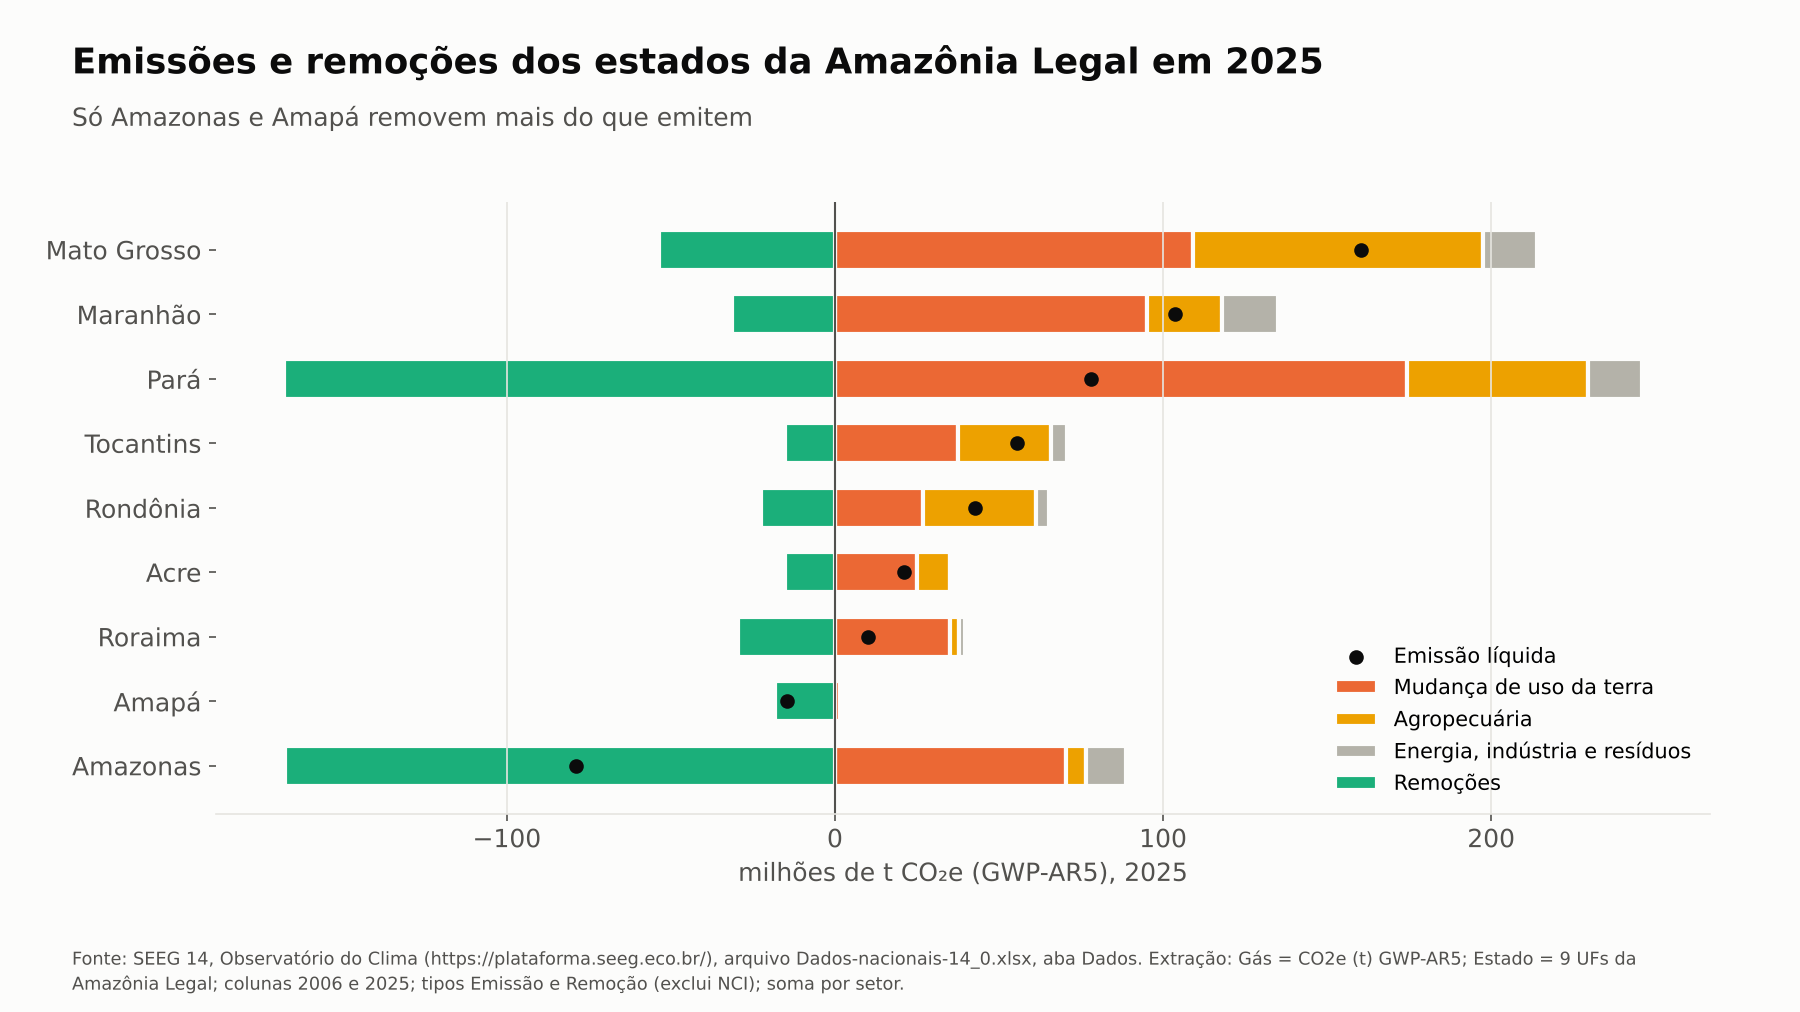 Emissões e remoções dos estados da Amazônia Legal em 2025
Só Amazonas e Amapá removem mais do que emitem
Mato Grosso
Maranhão
Pará
Tocantins
Rondônia
Acre
Roraima
Amapá
Amazonas
Emissão líquida
Mudança de uso da terra
Agropecuária
Energia, indústria e resíduos
Remoções
−100 0 100 200
milhões de t CO₂e (GWP-AR5), 2025
Fonte: SEEG 14, Observatório do Clima (https://plataforma.seeg.eco.br/), arquivo Dados-nacionais-14_0.xlsx, aba Dados. Extração: Gás = CO2e (t) GWP-AR5; Estado = 9 UFs da
Amazônia Legal; colunas 2006 e 2025; tipos Emissão e Remoção (exclui NCI); soma por setor.